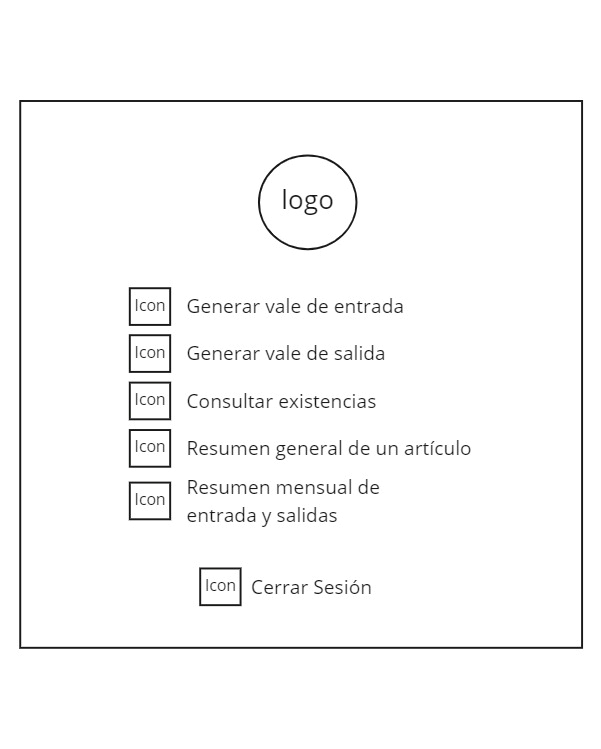 logo
Icon Generar vale de entrada
Icon Generar vale de salida
Icon Consultar existencias
Icon Resumen general de un artículo
Icon Resumen mensual de
entrada y salidas
Icon Cerrar Sesión